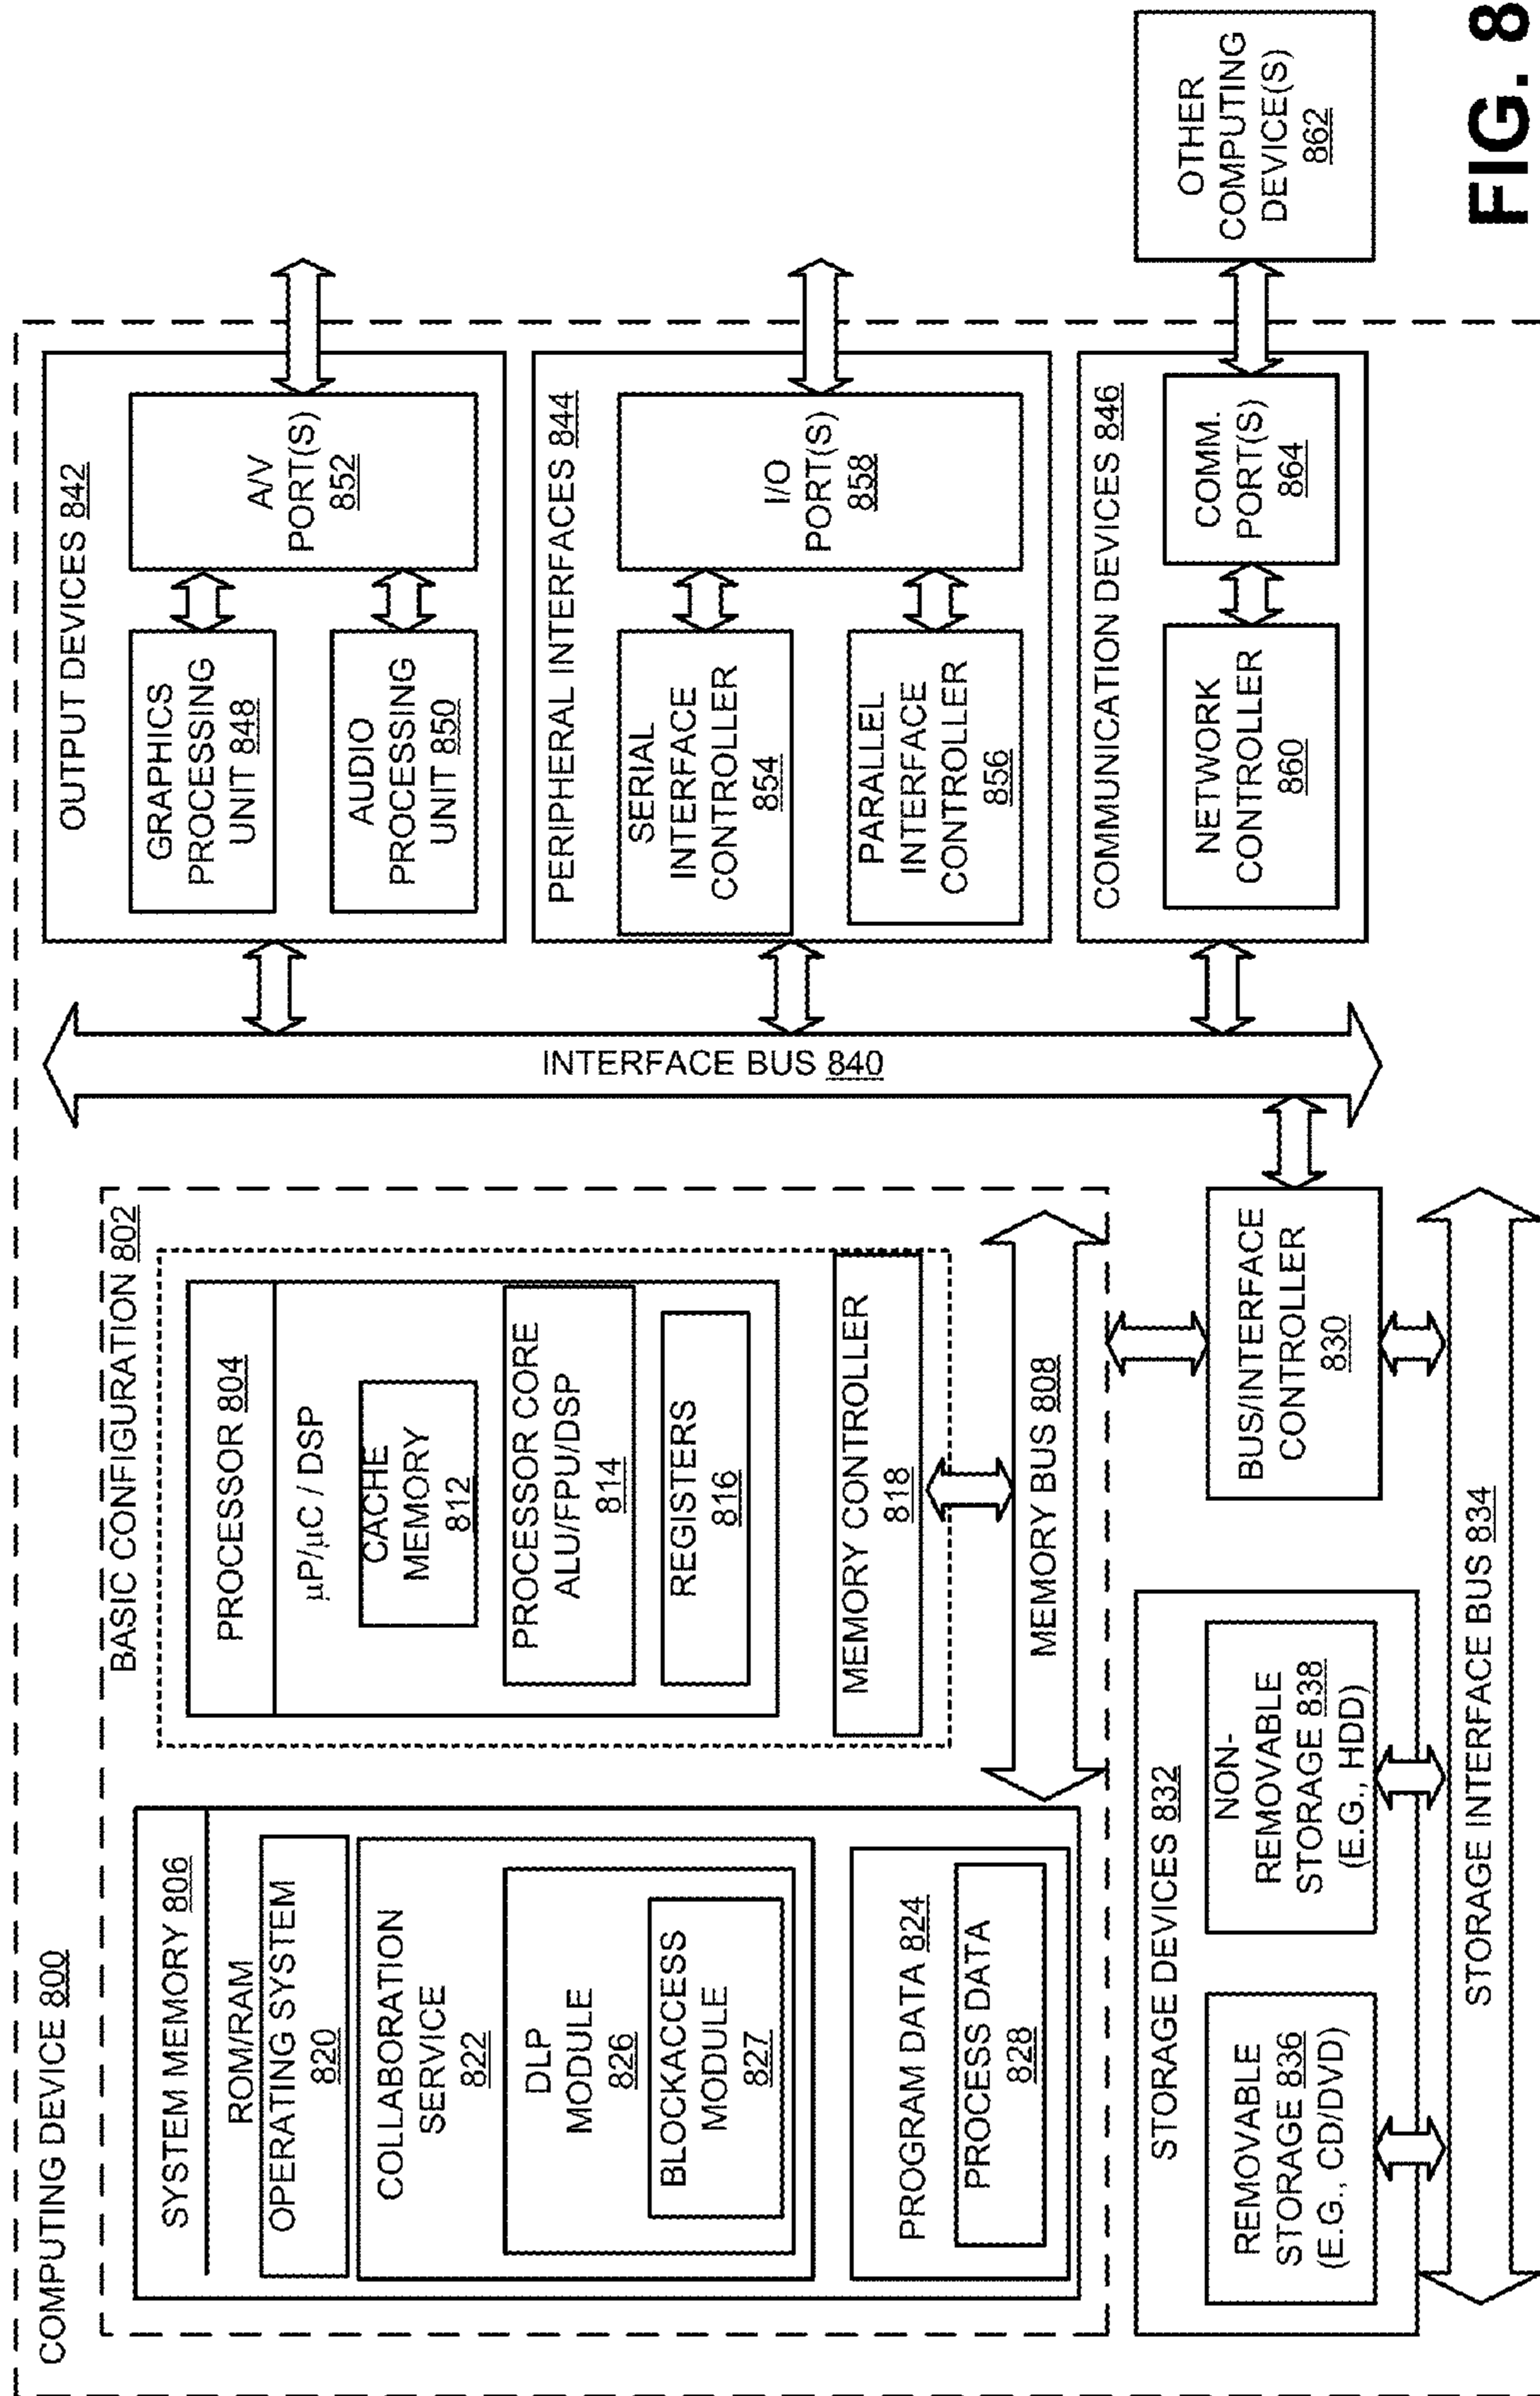 COMPUTING DEVICE 800
BASIC CONFIGURATION 802
SYSTEM MEMORY 806
ROM/RAM
OPERATING SYSTEM
820
COLLABORATION
SERVICE
822
DLP
MODULE
826
BLOCKACCESS
MODULE
827
PROGRAM DATA 824
PROCESS DATA
828
PROCESSOR 804
µP/µC / DSP
CACHE
MEMORY
812
PROCESSOR CORE
ALU/FPU/DSP
814
REGISTERS
816
MEMORY CONTROLLER
818
MEMORY BUS 808
BUS/INTERFACE
CONTROLLER
830
STORAGE DEVICES 832
REMOVABLE
STORAGE 836
(E.G., CD/DVD)
NON-
REMOVABLE
STORAGE 838
(E.G., HDD)
STORAGE INTERFACE BUS 834
INTERFACE BUS 840
OUTPUT DEVICES 842
GRAPHICS
PROCESSING
UNIT 848
AUDIO
PROCESSING
UNIT 850
A/V
PORT(S)
852
PERIPHERAL INTERFACES 844
SERIAL
INTERFACE
CONTROLLER
854
PARALLEL
INTERFACE
CONTROLLER
856
I/O
PORT(S)
858
COMMUNICATION DEVICES 846
NETWORK
CONTROLLER
860
COMM.
PORT(S)
864
OTHER
COMPUTING
DEVICE(S)
862
FIG. 8